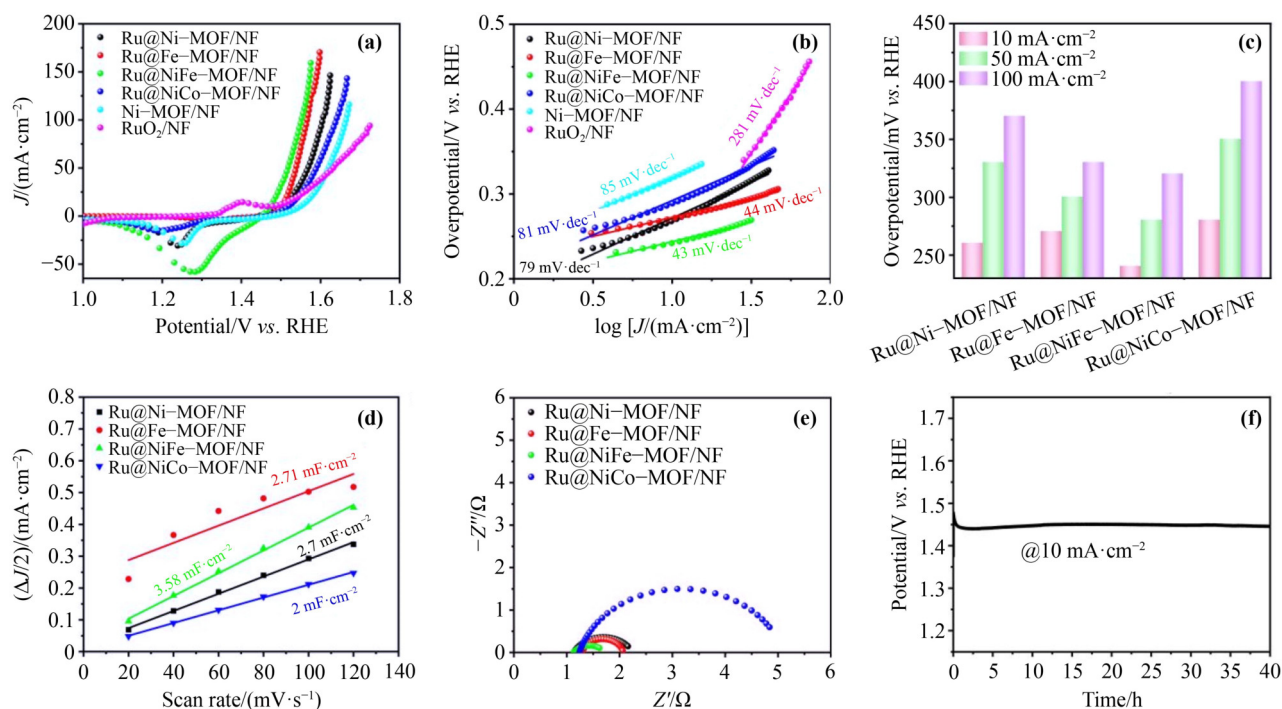 (a)
Ru@Ni−MOF/NF
Ru@Fe−MOF/NF
Ru@NiFe−MOF/NF
Ru@NiCo−MOF/NF
Ni−MOF/NF
RuO₂/NF
200
150
100
50
0
−50
J/(mA·cm⁻²)
1.0 1.2 1.4 1.6 1.8
Potential/V vs. RHE
(b)
Ru@Ni−MOF/NF
Ru@Fe−MOF/NF
Ru@NiFe−MOF/NF
Ru@NiCo−MOF/NF
Ni−MOF/NF
RuO₂/NF
281 mV·dec⁻¹
85 mV·dec⁻¹
81 mV·dec⁻¹
44 mV·dec⁻¹
79 mV·dec⁻¹
43 mV·dec⁻¹
0.5
0.4
0.3
0.2
Overpotential/V vs. RHE
0 0.5 1.0 1.5 2.0
log [J/(mA·cm⁻²)]
(c)
10 mA·cm⁻²
50 mA·cm⁻²
100 mA·cm⁻²
450
400
350
300
250
Overpotential/mV vs. RHE
Ru@Ni−MOF/NF
Ru@Fe−MOF/NF
Ru@NiFe−MOF/NF
Ru@NiCo−MOF/NF
(d)
Ru@Ni−MOF/NF
Ru@Fe−MOF/NF
Ru@NiFe−MOF/NF
Ru@NiCo−MOF/NF
2.71 mF·cm⁻²
2.7 mF·cm⁻²
3.58 mF·cm⁻²
2 mF·cm⁻²
0.8
0.7
0.6
0.5
0.4
0.3
0.2
0.1
0
(ΔJ/2)/(mA·cm⁻²)
0 20 40 60 80 100 120 140
Scan rate/(mV·s⁻¹)
(e)
Ru@Ni−MOF/NF
Ru@Fe−MOF/NF
Ru@NiFe−MOF/NF
Ru@NiCo−MOF/NF
6
5
4
3
2
1
0
−Z″/Ω
0 1 2 3 4 5 6
Z′/Ω
(f)
@10 mA·cm⁻²
1.7
1.6
1.5
1.4
1.3
1.2
Potential/V vs. RHE
0 5 10 15 20 25 30 35 40
Time/h